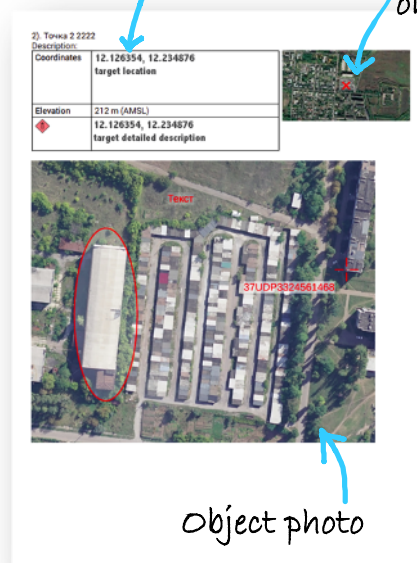 2). Точка 2 2222
Description:
Coordinates
12.126354, 12.234876
target location
Elevation
212 m (AMSL)
12.126354, 12.234876
target detailed description
Текст
37UDP3324561468
Object photo